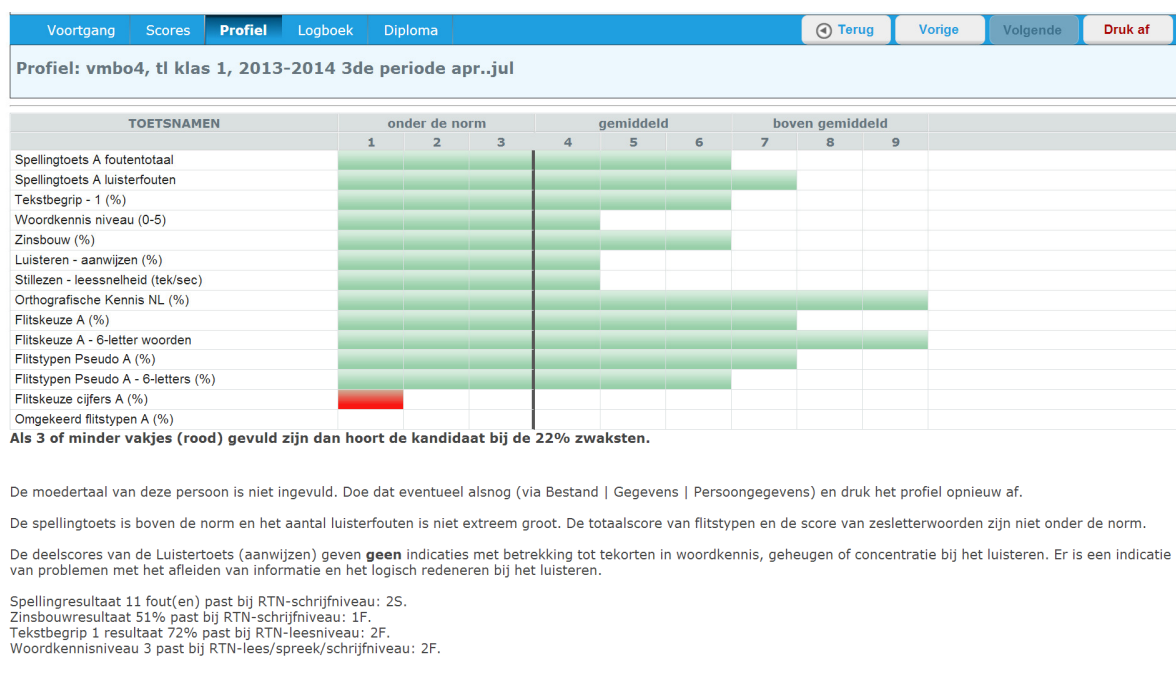 Voortgang Scores Profiel Logboek Diploma Terug Vorige Volgende Druk af
Profiel: vmbo4, tl klas 1, 2013-2014 3de periode apr..jul
TOETSNAMEN onder de norm gemiddeld boven gemiddeld
1 2 3 4 5 6 7 8 9
Spellingtoets A foutentotaal
Spellingtoets A luisterfouten
Tekstbegrip - 1 (%)
Woordkennis niveau (0-5)
Zinsbouw (%)
Luisteren - aanwijzen (%)
Stillezen - leessnelheid (tek/sec)
Orthografische Kennis NL (%)
Flitskeuze A (%)
Flitskeuze A - 6-letter woorden
Flitstypen Pseudo A (%)
Flitstypen Pseudo A - 6-letters (%)
Flitskeuze cijfers A (%)
Omgekeerd flitstypen A (%)
Als 3 of minder vakjes (rood) gevuld zijn dan hoort de kandidaat bij de 22% zwaksten.
De moedertaal van deze persoon is niet ingevuld. Doe dat eventueel alsnog (via Bestand | Gegevens | Persoongegevens) en druk het profiel opnieuw af.
De spellingtoets is boven de norm en het aantal luisterfouten is niet extreem groot. De totaalscore van flitstypen en de score van zesletterwoorden zijn niet onder de norm.
De deelscores van de Luistertoets (aanwijzen) geven geen indicaties met betrekking tot tekorten in woordkennis, geheugen of concentratie bij het luisteren. Er is een indicatie
van problemen met het afleiden van informatie en het logisch redeneren bij het luisteren.
Spellingresultaat 11 fout(en) past bij RTN-schrijfniveau: 2S.
Zinsbouwresultaat 51% past bij RTN-schrijfniveau: 1F.
Tekstbegrip 1 resultaat 72% past bij RTN-leesniveau: 2F.
Woordkennisniveau 3 past bij RTN-lees/spreek/schrijfniveau: 2F.